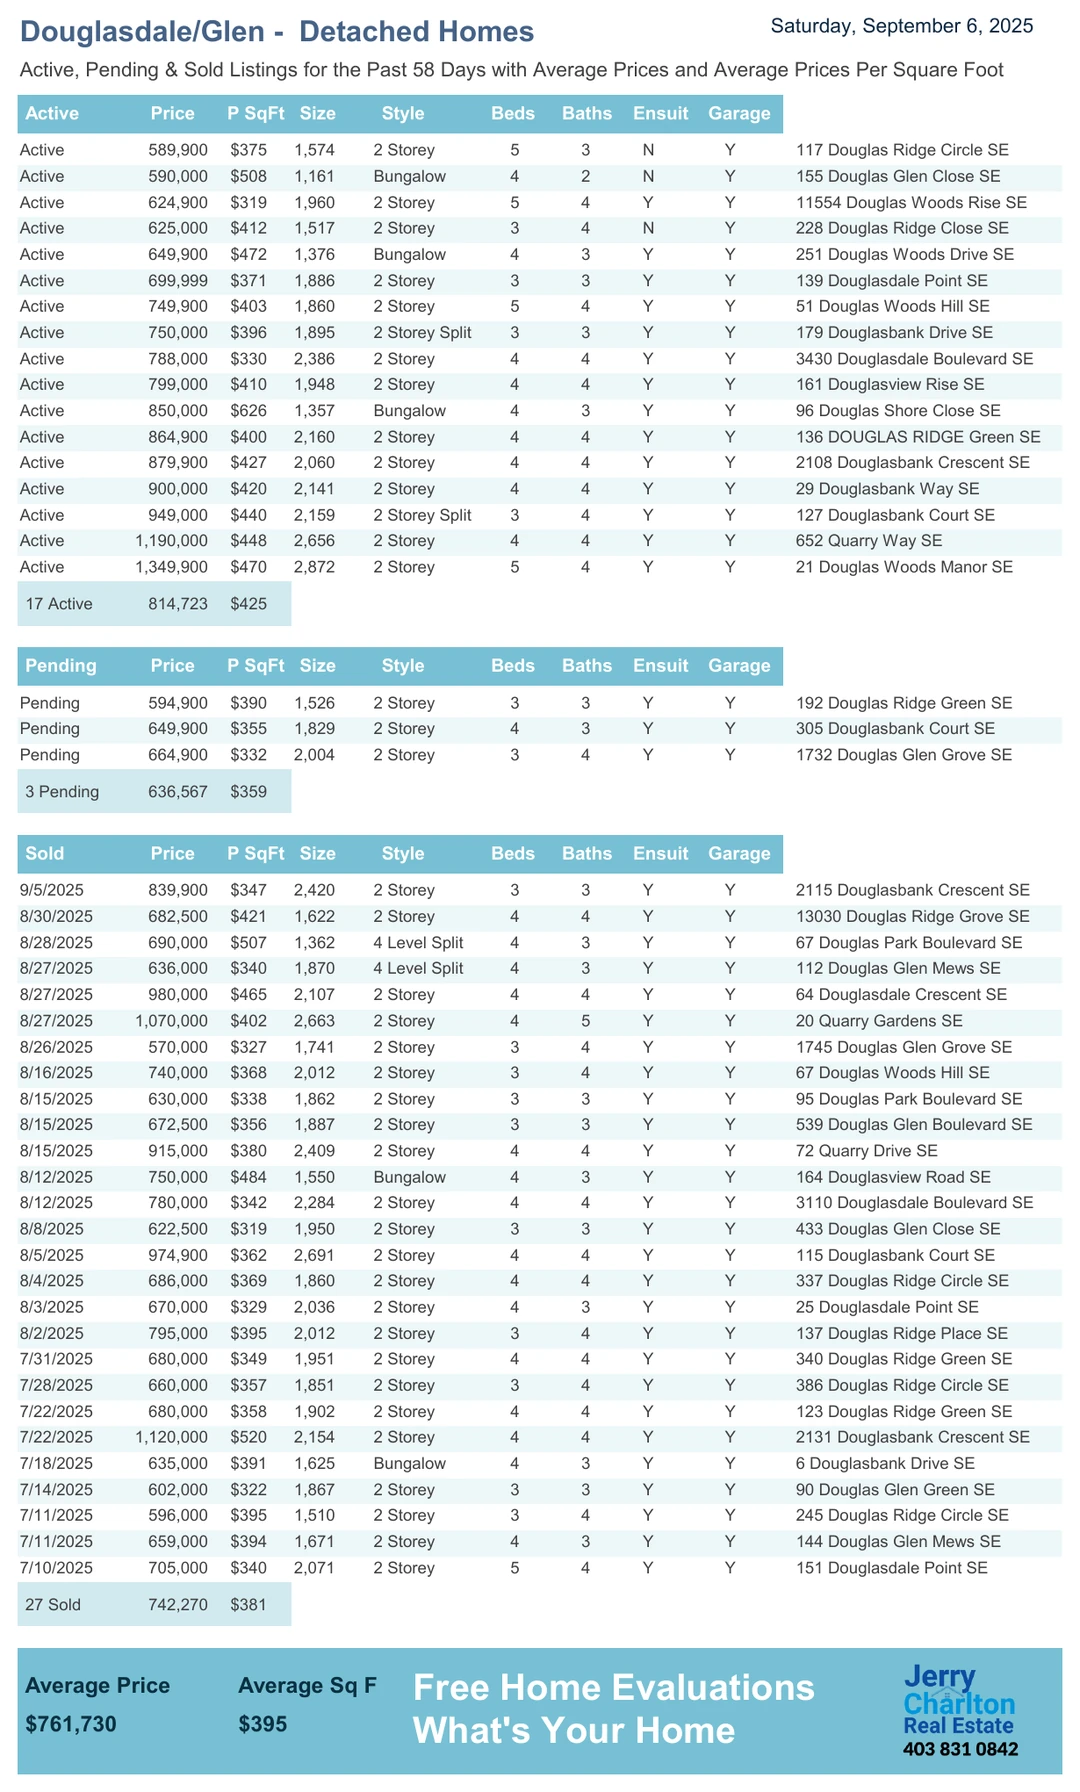 Douglasdale/Glen - Detached Homes
Saturday, September 6, 2025
Active, Pending & Sold Listings for the Past 58 Days with Average Prices and Average Prices Per Square Foot
Active Price P SqFt Size Style Beds Baths Ensuit Garage
Active 589,900 $375 1,574 2 Storey 5 3 N Y 117 Douglas Ridge Circle SE
Active 590,000 $508 1,161 Bungalow 4 2 N Y 155 Douglas Glen Close SE
Active 624,900 $319 1,960 2 Storey 5 4 Y Y 11554 Douglas Woods Rise SE
Active 625,000 $412 1,517 2 Storey 3 4 N Y 228 Douglas Ridge Close SE
Active 649,900 $472 1,376 Bungalow 4 3 Y Y 251 Douglas Woods Drive SE
Active 699,999 $371 1,886 2 Storey 3 3 Y Y 139 Douglasdale Point SE
Active 749,900 $403 1,860 2 Storey 5 4 Y Y 51 Douglas Woods Hill SE
Active 750,000 $396 1,895 2 Storey Split 3 3 Y Y 179 Douglasbank Drive SE
Active 788,000 $330 2,386 2 Storey 4 4 Y Y 3430 Douglasdale Boulevard SE
Active 799,000 $410 1,948 2 Storey 4 4 Y Y 161 Douglasview Rise SE
Active 850,000 $626 1,357 Bungalow 4 3 Y Y 96 Douglas Shore Close SE
Active 864,900 $400 2,160 2 Storey 4 4 Y Y 136 DOUGLAS RIDGE Green SE
Active 879,900 $427 2,060 2 Storey 4 4 Y Y 2108 Douglasbank Crescent SE
Active 900,000 $420 2,141 2 Storey 4 4 Y Y 29 Douglasbank Way SE
Active 949,000 $440 2,159 2 Storey Split 3 4 Y Y 127 Douglasbank Court SE
Active 1,190,000 $448 2,656 2 Storey 4 4 Y Y 652 Quarry Way SE
Active 1,349,900 $470 2,872 2 Storey 5 4 Y Y 21 Douglas Woods Manor SE
17 Active 814,723 $425
Pending Price P SqFt Size Style Beds Baths Ensuit Garage
Pending 594,900 $390 1,526 2 Storey 3 3 Y Y 192 Douglas Ridge Green SE
Pending 649,900 $355 1,829 2 Storey 4 3 Y Y 305 Douglasbank Court SE
Pending 664,900 $332 2,004 2 Storey 3 4 Y Y 1732 Douglas Glen Grove SE
3 Pending 636,567 $359
Sold Price P SqFt Size Style Beds Baths Ensuit Garage
9/5/2025 839,900 $347 2,420 2 Storey 3 3 Y Y 2115 Douglasbank Crescent SE
8/30/2025 682,500 $421 1,622 2 Storey 4 4 Y Y 13030 Douglas Ridge Grove SE
8/28/2025 690,000 $507 1,362 4 Level Split 4 3 Y Y 67 Douglas Park Boulevard SE
8/27/2025 636,000 $340 1,870 4 Level Split 4 3 Y Y 112 Douglas Glen Mews SE
8/27/2025 980,000 $465 2,107 2 Storey 4 4 Y Y 64 Douglasdale Crescent SE
8/27/2025 1,070,000 $402 2,663 2 Storey 4 5 Y Y 20 Quarry Gardens SE
8/26/2025 570,000 $327 1,741 2 Storey 3 4 Y Y 1745 Douglas Glen Grove SE
8/16/2025 740,000 $368 2,012 2 Storey 3 4 Y Y 67 Douglas Woods Hill SE
8/15/2025 630,000 $338 1,862 2 Storey 3 3 Y Y 95 Douglas Park Boulevard SE
8/15/2025 672,500 $356 1,887 2 Storey 3 3 Y Y 539 Douglas Glen Boulevard SE
8/15/2025 915,000 $380 2,409 2 Storey 4 4 Y Y 72 Quarry Drive SE
8/12/2025 750,000 $484 1,550 Bungalow 4 3 Y Y 164 Douglasview Road SE
8/12/2025 780,000 $342 2,284 2 Storey 4 4 Y Y 3110 Douglasdale Boulevard SE
8/8/2025 622,500 $319 1,950 2 Storey 3 3 Y Y 433 Douglas Glen Close SE
8/5/2025 974,900 $362 2,691 2 Storey 4 4 Y Y 115 Douglasbank Court SE
8/4/2025 686,000 $369 1,860 2 Storey 4 4 Y Y 337 Douglas Ridge Circle SE
8/3/2025 670,000 $329 2,036 2 Storey 4 3 Y Y 25 Douglasdale Point SE
8/2/2025 795,000 $395 2,012 2 Storey 3 4 Y Y 137 Douglas Ridge Place SE
7/31/2025 680,000 $349 1,951 2 Storey 4 4 Y Y 340 Douglas Ridge Green SE
7/28/2025 660,000 $357 1,851 2 Storey 3 4 Y Y 386 Douglas Ridge Circle SE
7/22/2025 680,000 $358 1,902 2 Storey 4 4 Y Y 123 Douglas Ridge Green SE
7/22/2025 1,120,000 $520 2,154 2 Storey 4 4 Y Y 2131 Douglasbank Crescent SE
7/18/2025 635,000 $391 1,625 Bungalow 4 3 Y Y 6 Douglasbank Drive SE
7/14/2025 602,000 $322 1,867 2 Storey 3 3 Y Y 90 Douglas Glen Green SE
7/11/2025 596,000 $395 1,510 2 Storey 3 4 Y Y 245 Douglas Ridge Circle SE
7/11/2025 659,000 $394 1,671 2 Storey 4 3 Y Y 144 Douglas Glen Mews SE
7/10/2025 705,000 $340 2,071 2 Storey 5 4 Y Y 151 Douglasdale Point SE
27 Sold 742,270 $381
Average Price Average Sq F
$761,730 $395
Free Home Evaluations
What's Your Home
Jerry
Charlton
Real Estate
403 831 0842